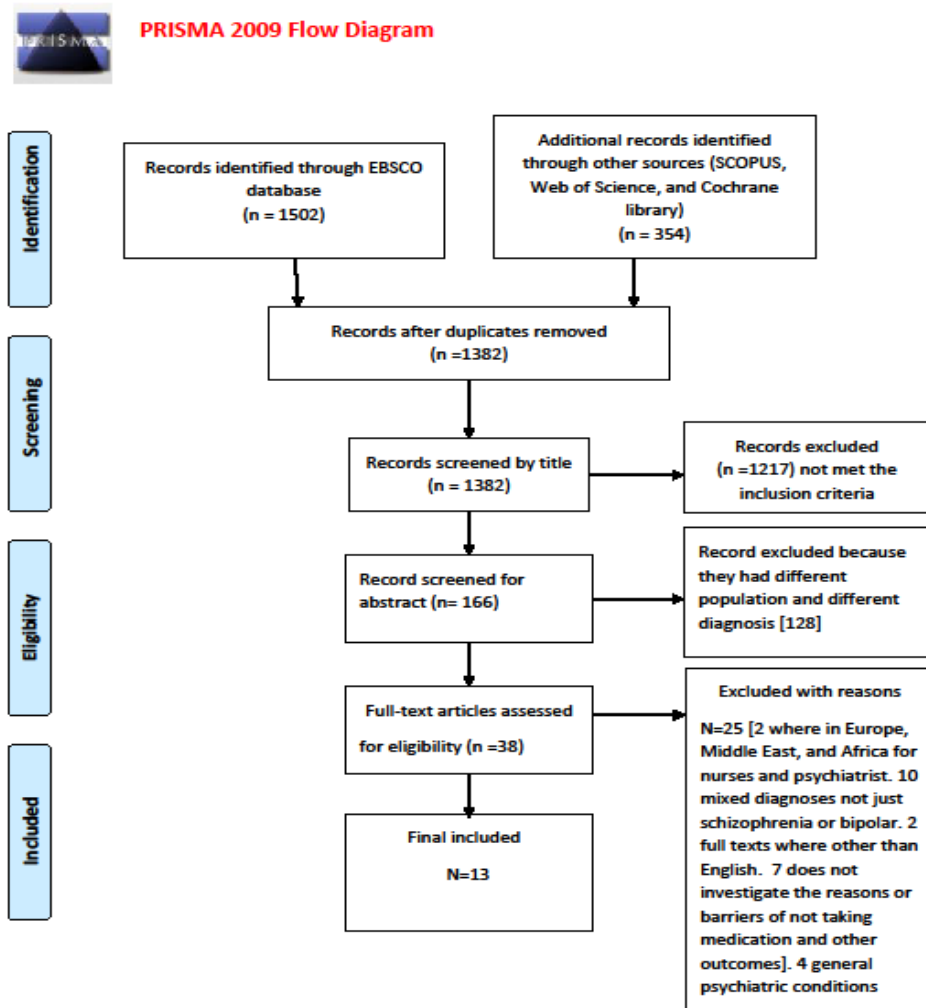 PRISMA
PRISMA 2009 Flow Diagram
Identification
Records identified through EBSCO
database
(n = 1502)
Additional records identified
through other sources (SCOPUS,
Web of Science, and Cochrane
library)
(n = 354)
Records after duplicates removed
(n =1382)
Screening
Records screened by title
(n = 1382)
Records excluded
(n =1217) not met the
inclusion criteria
Eligibility
Record screened for
abstract (n= 166)
Record excluded because
they had different
population and different
diagnosis [128]
Full-text articles assessed
for eligibility (n =38)
Excluded with reasons
N=25 [2 where in Europe,
Middle East, and Africa for
nurses and psychiatrist. 10
mixed diagnoses not just
schizophrenia or bipolar. 2
full texts where other than
English. 7 does not
investigate the reasons or
barriers of not taking
medication and other
outcomes]. 4 general
psychiatric conditions
Included
Final included
N=13